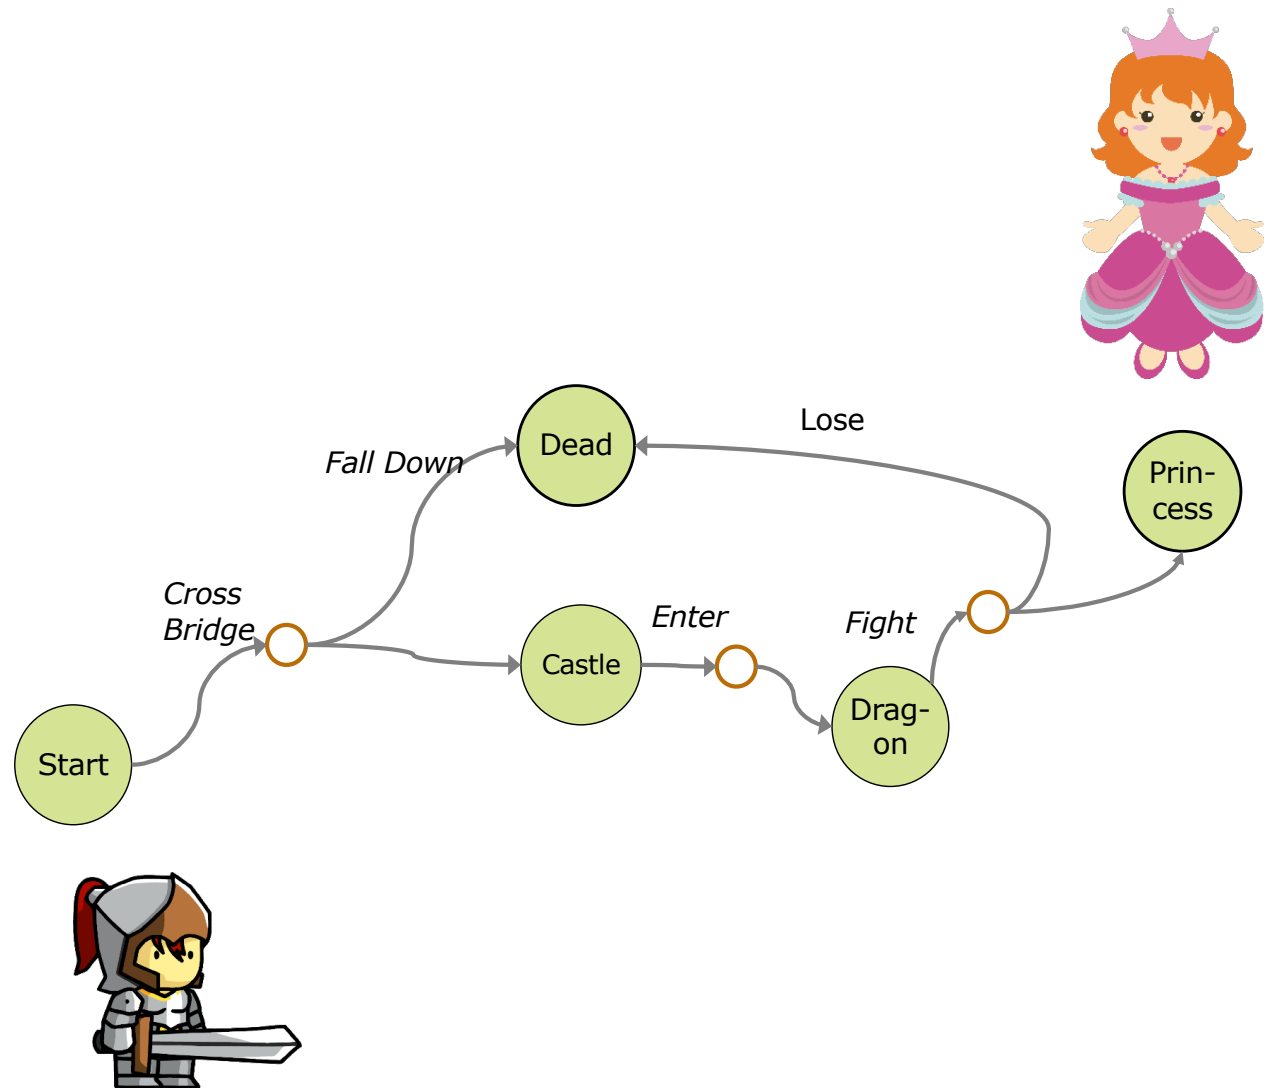 Lose
Dead
Fall Down
Prin-
cess
Cross
Bridge
Enter
Fight
Castle
Drag-
on
Start